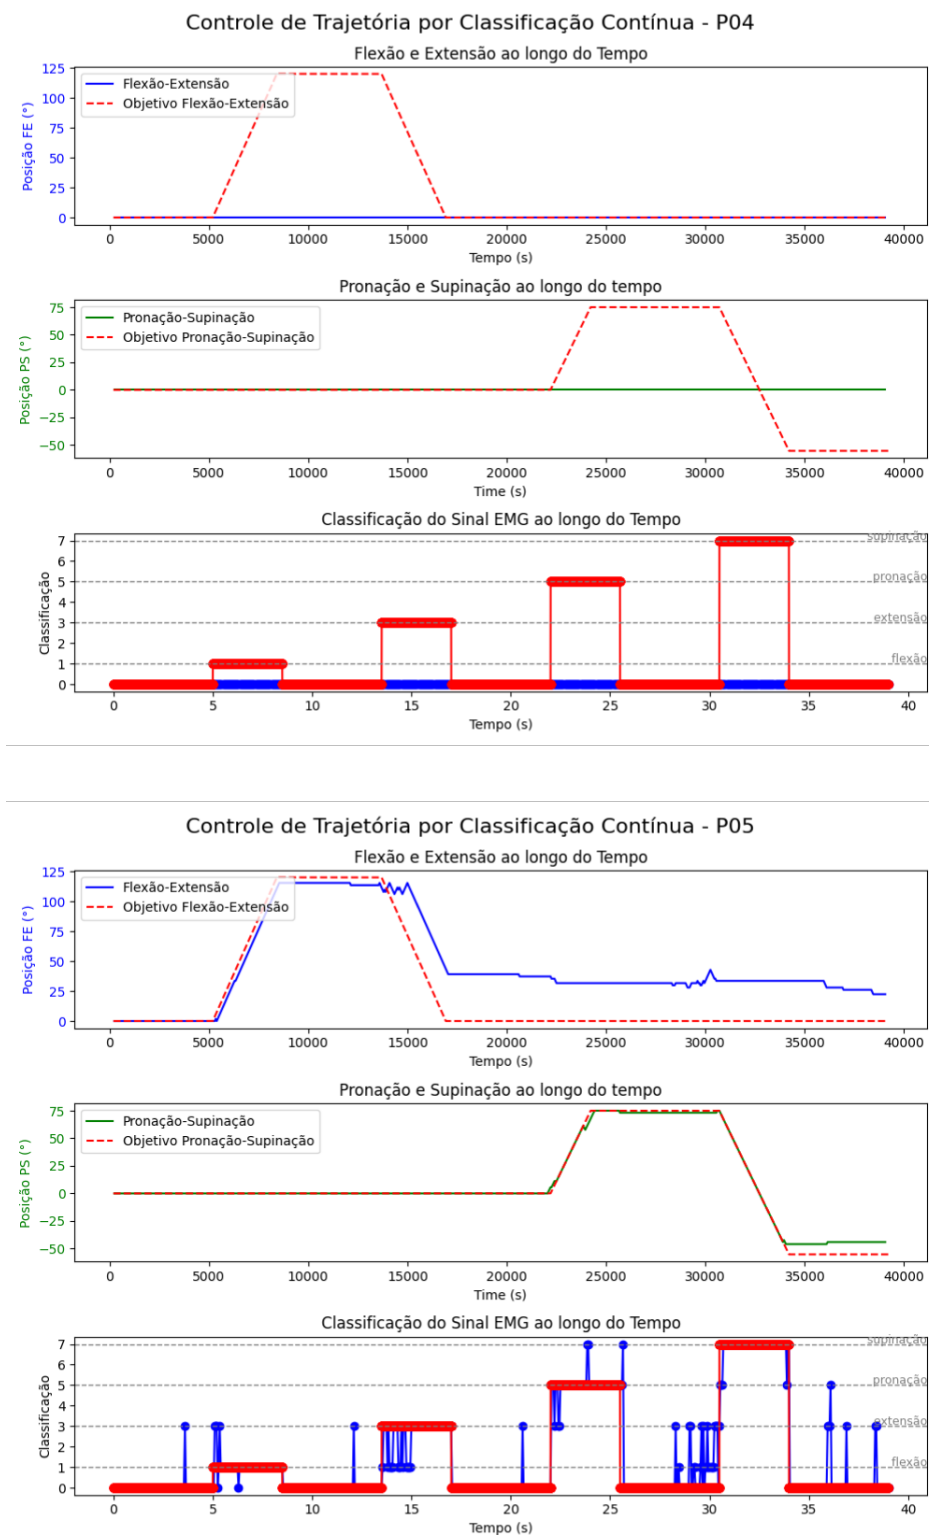 Controle de Trajetória por Classificação Contínua - P04
Flexão e Extensão ao longo do Tempo
Posição FE (°)
125
100
75
50
25
0
Flexão-Extensão
Objetivo Flexão-Extensão
0 5000 10000 15000 20000 25000 30000 35000 40000
Tempo (s)
Pronação e Supinação ao longo do tempo
Posição PS (°)
75
50
25
0
−25
−50
Pronação-Supinação
Objetivo Pronação-Supinação
0 5000 10000 15000 20000 25000 30000 35000 40000
Time (s)
Classificação do Sinal EMG ao longo do Tempo
Classificação
7
6
5
4
3
2
1
0
supinação
pronação
extensão
flexão
0 5 10 15 20 25 30 35 40
Tempo (s)
Controle de Trajetória por Classificação Contínua - P05
Flexão e Extensão ao longo do Tempo
Posição FE (°)
125
100
75
50
25
0
Flexão-Extensão
Objetivo Flexão-Extensão
0 5000 10000 15000 20000 25000 30000 35000 40000
Tempo (s)
Pronação e Supinação ao longo do tempo
Posição PS (°)
75
50
25
0
−25
−50
Pronação-Supinação
Objetivo Pronação-Supinação
0 5000 10000 15000 20000 25000 30000 35000 40000
Time (s)
Classificação do Sinal EMG ao longo do Tempo
Classificação
7
6
5
4
3
2
1
0
supinação
pronação
extensão
flexão
0 5 10 15 20 25 30 35 40
Tempo (s)